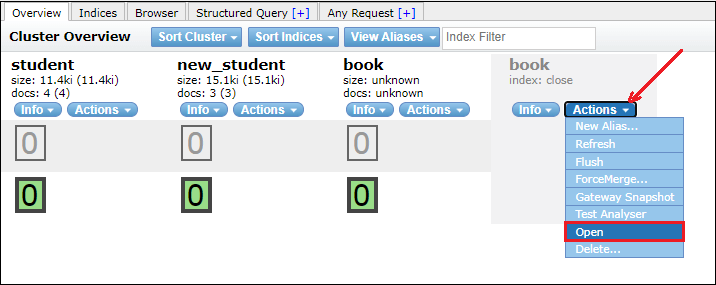 Overview Indices Browser Structured Query [+] Any Request [+]
Cluster Overview Sort Cluster Sort Indices View Aliases Index Filter
student new_student book book
size: 11.4ki (11.4ki) size: 15.1ki (15.1ki) size: unknown index: close
docs: 4 (4) docs: 3 (3) docs: unknown
Info Actions Info Actions Info Actions Info Actions
0 0 0
New Alias...
Refresh
Flush
ForceMerge...
Gateway Snapshot
Test Analyser
0 0 0
Open
Delete...